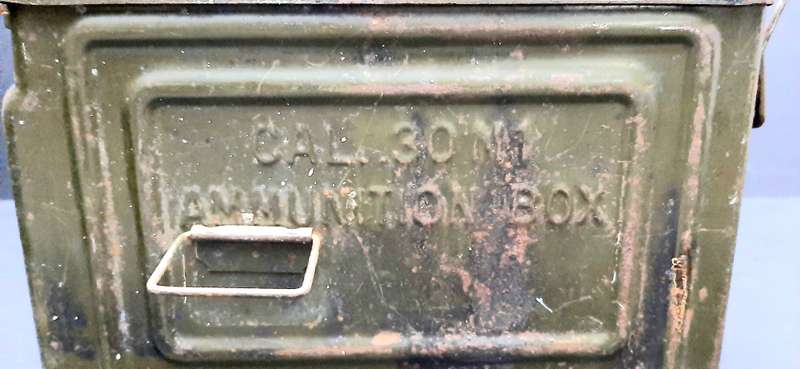 CAL. .30 M1
AMMUNITION BOX